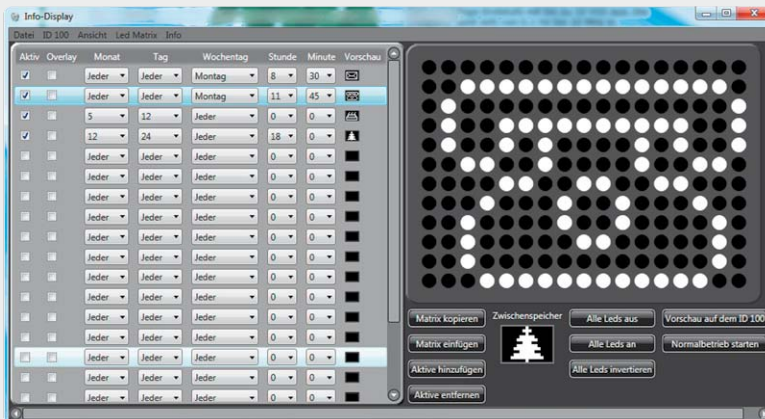 Info-Display
Datei ID 100 Ansicht Led Matrix Info
Aktiv Overlay Monat Tag Wochentag Stunde Minute Vorschau
Jeder Jeder Montag 8 30
Jeder Jeder Montag 11 45
5 12 Jeder 0 0
12 24 Jeder 18 0
Jeder Jeder Jeder 0 0
Jeder Jeder Jeder 0 0
Jeder Jeder Jeder 0 0
Jeder Jeder Jeder 0 0
Jeder Jeder Jeder 0 0
Jeder Jeder Jeder 0 0
Jeder Jeder Jeder 0 0
Jeder Jeder Jeder 0 0
Jeder Jeder Jeder 0 0
Jeder Jeder Jeder 0 0
Jeder Jeder Jeder 0 0
Jeder Jeder Jeder 0 0
Jeder Jeder Jeder 0 0
Matrix kopieren Zwischenspeicher Alle Leds aus Vorschau auf dem ID 100
Matrix einfügen Alle Leds an Normalbetrieb starten
Aktive hinzufügen Alle Leds invertieren
Aktive entfernen